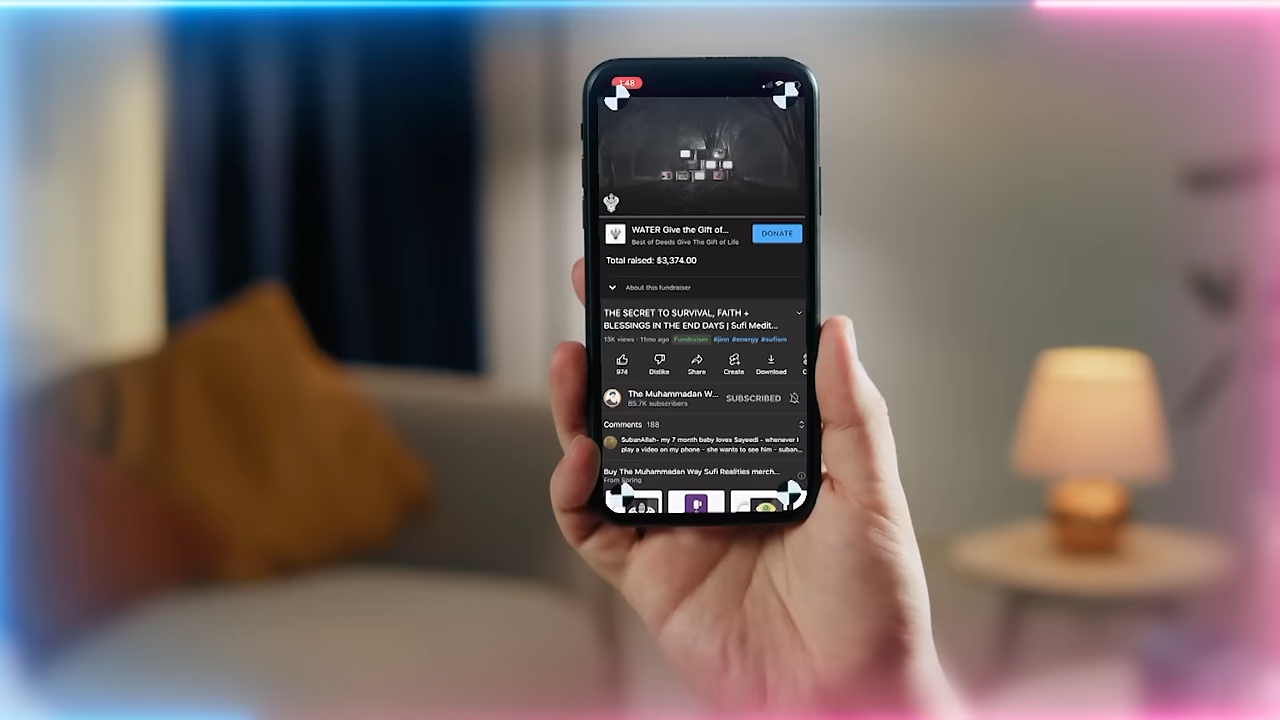 1:48
WATER Give the Gift of...
Best of Deeds Give The Gift of Life
DONATE
Total raised: $3,374.00
About this fundraiser
THE SECRET TO SURVIVAL, FAITH +
BLESSINGS IN THE END DAYS | Sufi Medit...
13K views · 11mo ago Fundraiser #jinn #energy #sufism
974 Dislike Share Create Download
The Muhammadan W...
85.7K subscribers
SUBSCRIBED
Comments 188
SubanAllah- my 7 month baby loves Sayeedi - whenever I
play a video on my phone - she wants to see him - suban...
Buy The Muhammadan Way Sufi Realities merch...
From Spring